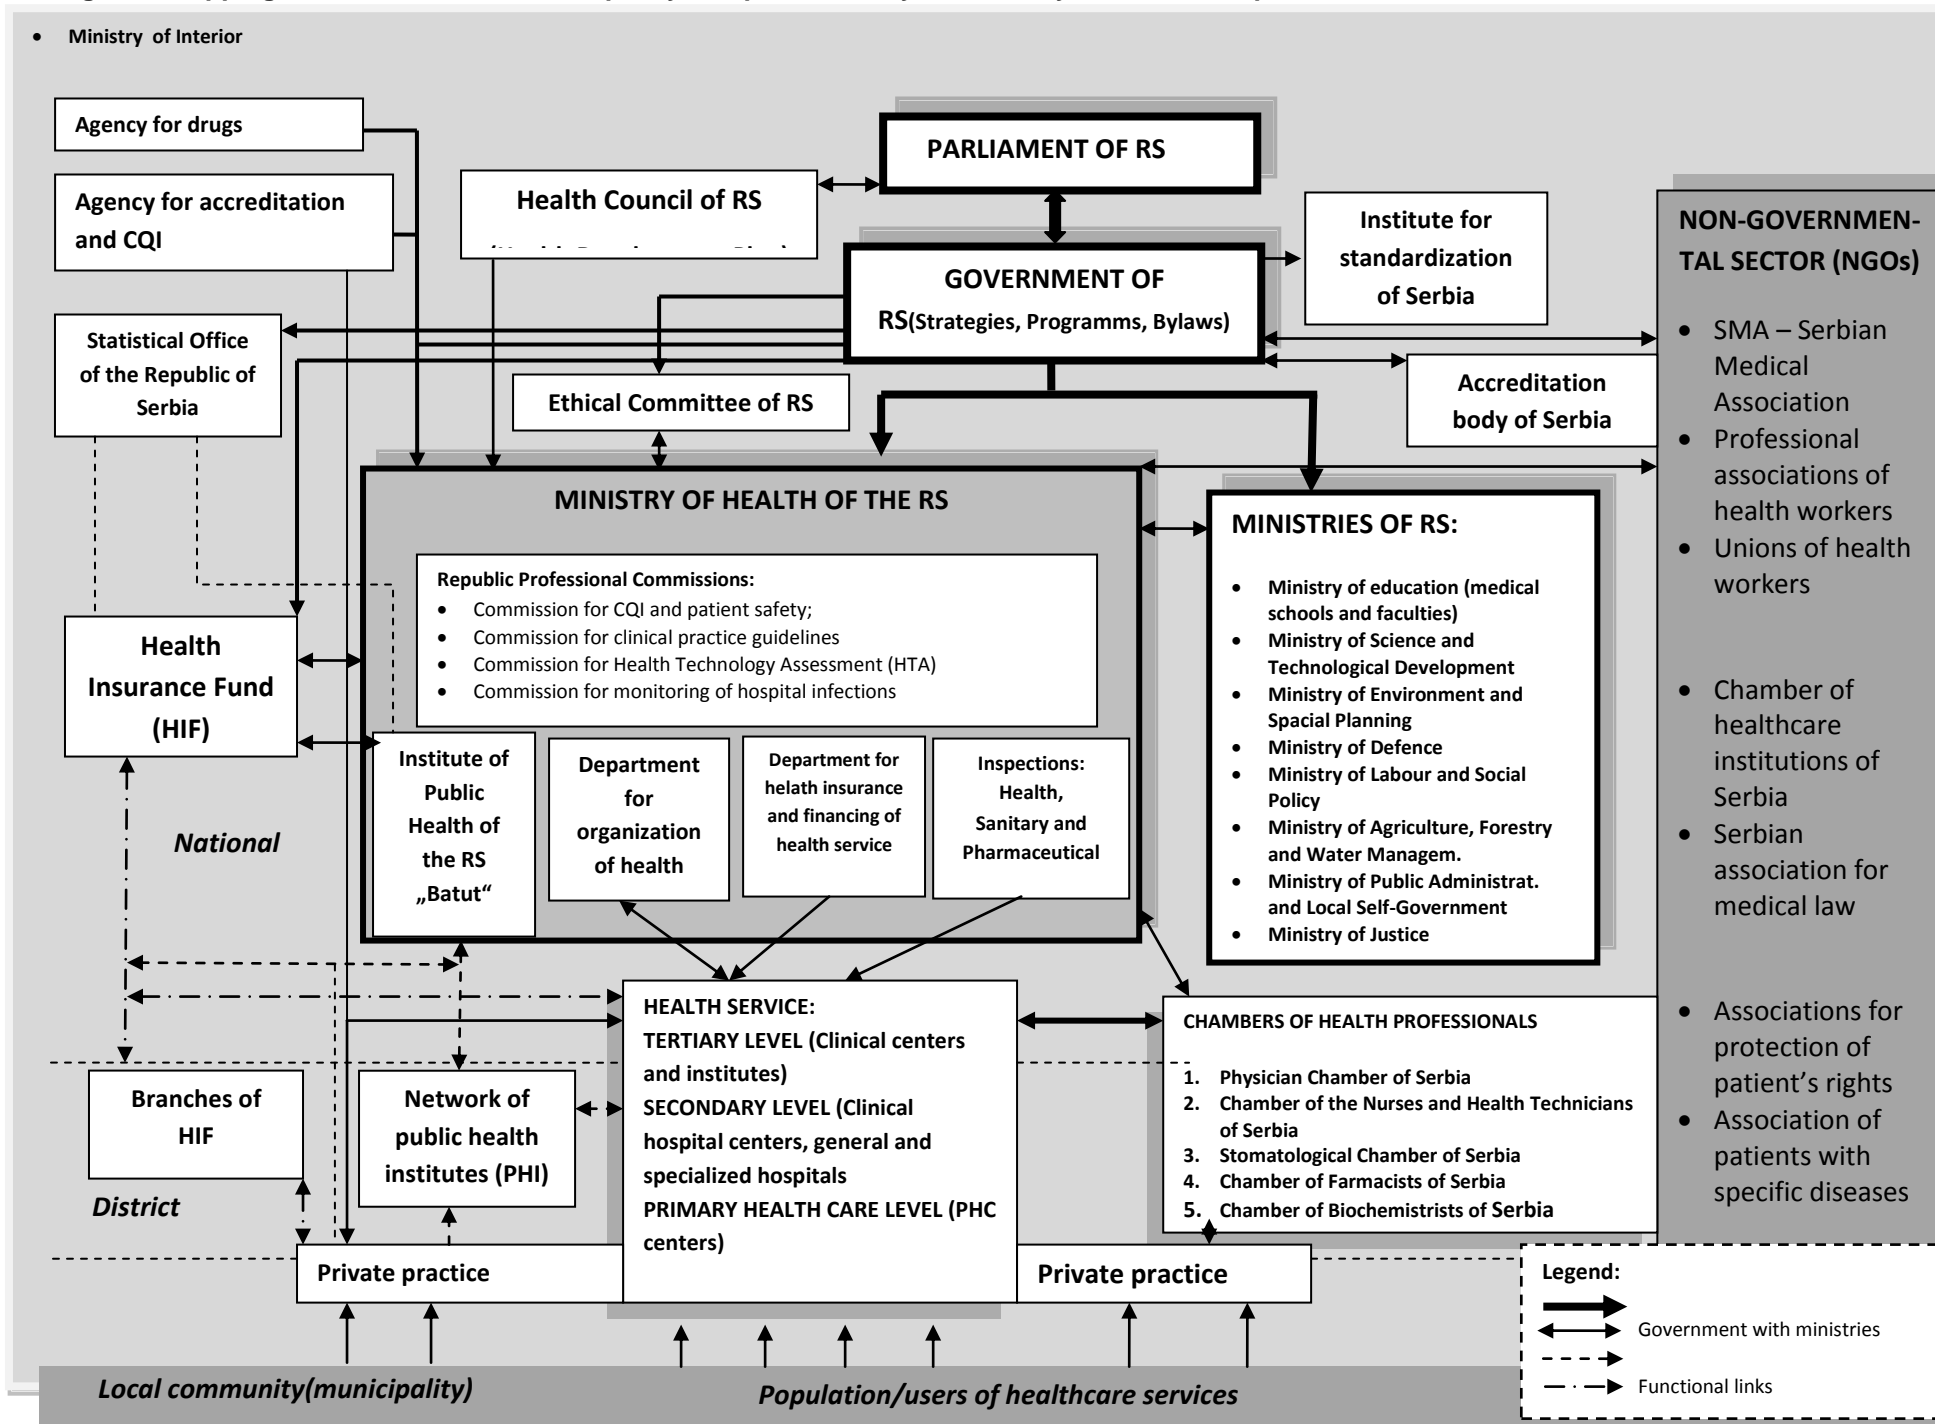 • Ministry of Interior
Agency for drugs
Agency for accreditation
and CQI
Statistical Office
of the Republic of
Serbia
Health
Insurance Fund
(HIF)
Health Council of RS
PARLIAMENT OF RS
GOVERNMENT OF
RS(Strategies, Programms, Bylaws)
Institute for
standardization
of Serbia
Accreditation
body of Serbia
Ethical Committee of RS
MINISTRY OF HEALTH OF THE RS
Republic Professional Commissions:
• Commission for CQI and patient safety;
• Commission for clinical practice guidelines
• Commission for Health Technology Assessment (HTA)
• Commission for monitoring of hospital infections
Institute of
Public
Health of
the RS
„Batut“
Department
for
organization
of health
Department for
helath insurance
and financing of
health service
Inspections:
Health,
Sanitary and
Pharmaceutical
MINISTRIES OF RS:
• Ministry of education (medical
schools and faculties)
• Ministry of Science and
Technological Development
• Ministry of Environment and
Spacial Planning
• Ministry of Defence
• Ministry of Labour and Social
Policy
• Ministry of Agriculture, Forestry
and Water Managem.
• Ministry of Public Administrat.
and Local Self-Government
• Ministry of Justice
NON-GOVERNMEN-
TAL SECTOR (NGOs)
• SMA – Serbian
Medical
Association
• Professional
associations of
health workers
• Unions of health
workers
• Chamber of
healthcare
institutions of
Serbia
• Serbian
association for
medical law
• Associations for
protection of
patient’s rights
• Association of
patients with
specific diseases
National
HEALTH SERVICE:
TERTIARY LEVEL (Clinical centers
and institutes)
SECONDARY LEVEL (Clinical
hospital centers, general and
specialized hospitals
PRIMARY HEALTH CARE LEVEL (PHC
centers)
CHAMBERS OF HEALTH PROFESSIONALS
1. Physician Chamber of Serbia
2. Chamber of the Nurses and Health Technicians
of Serbia
3. Stomatological Chamber of Serbia
4. Chamber of Farmacists of Serbia
5. Chamber of Biochemistrists of Serbia
Branches of
HIF
Network of
public health
institutes (PHI)
District
Private practice
Private practice
Legend:
Government with ministries
Functional links
Local community(municipality)
Population/users of healthcare services